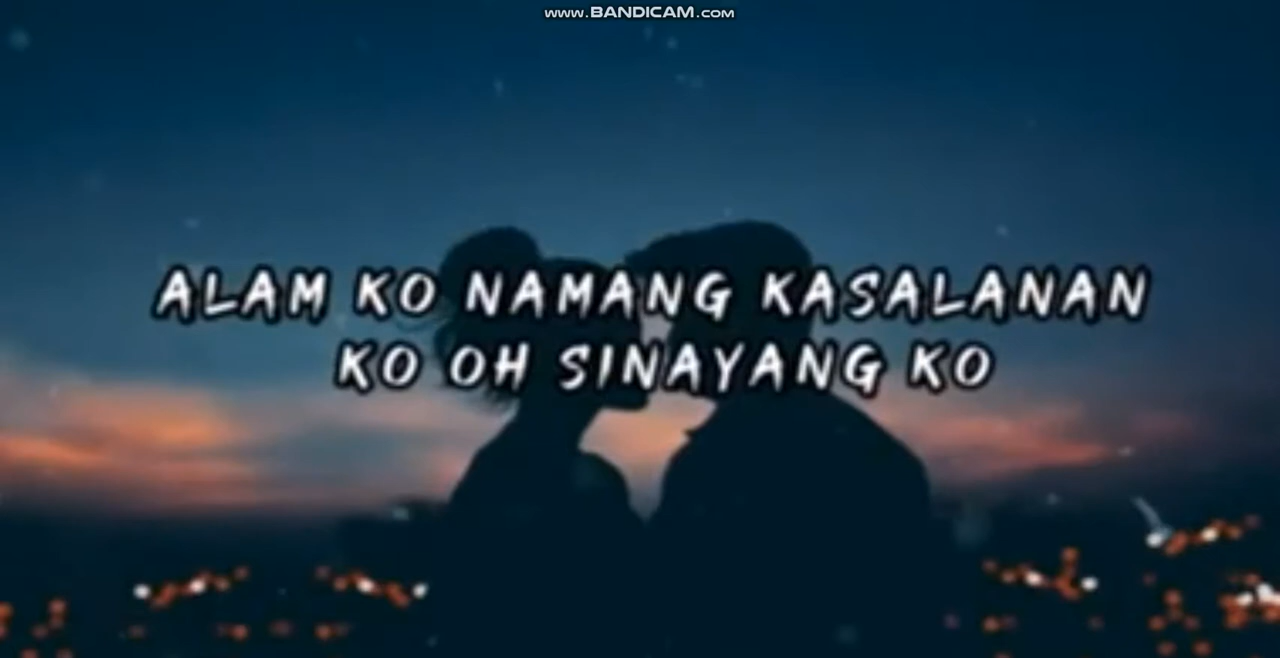 www.BANDICAM.com
ALAM KO NAMANG KASALANAN
KO OH SINAYANG KO